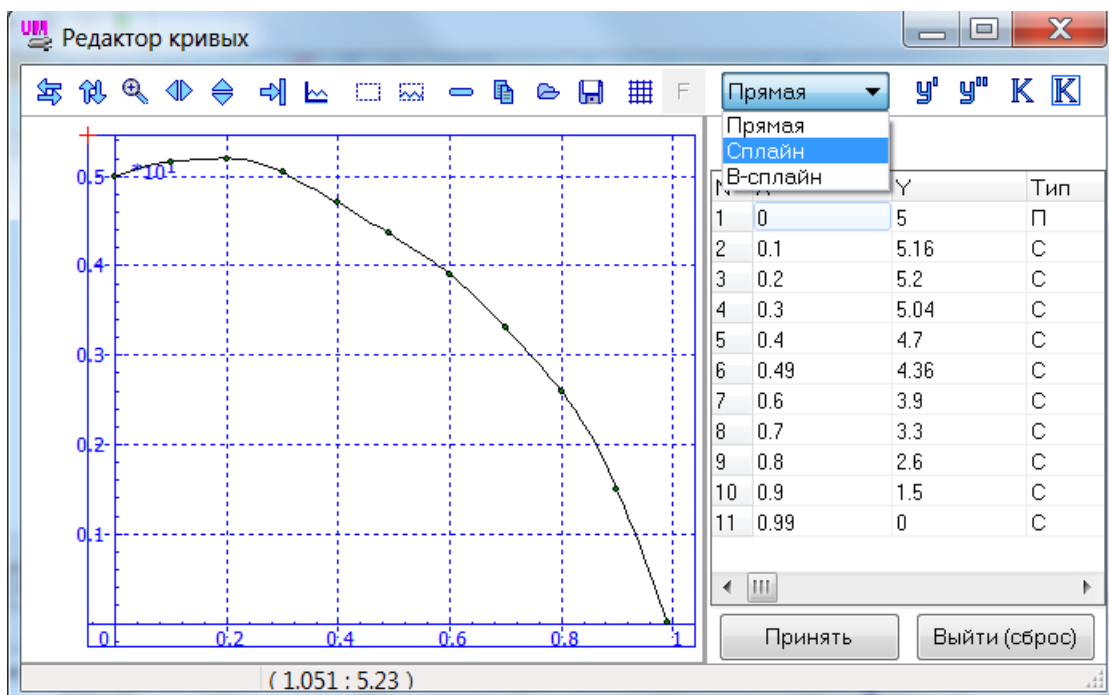 UM Редактор кривых
F Прямая y' y'' K K
Прямая
Сплайн
В-сплайн
*10¹
0.5
0.4
0.3
0.2
0.1
0 0.2 0.4 0.6 0.8 1
N Y Тип
1 0 5 П
2 0.1 5.16 С
3 0.2 5.2 С
4 0.3 5.04 С
5 0.4 4.7 С
6 0.49 4.36 С
7 0.6 3.9 С
8 0.7 3.3 С
9 0.8 2.6 С
10 0.9 1.5 С
11 0.99 0 С
Принять Выйти (сброс)
( 1.051 : 5.23 )